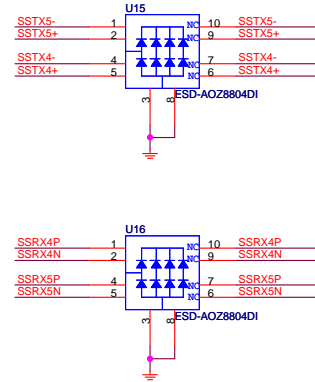 U15
SSTX5- 1 NC 10 SSTX5-
SSTX5+ 2 NC 9 SSTX5+
SSTX4- 4 NC 7 SSTX4-
SSTX4+ 5 NC 6 SSTX4+
3 8 ESD-AOZ8804DI
U16
SSRX4P 1 NC 10 SSRX4P
SSRX4N 2 NC 9 SSRX4N
SSRX5P 4 NC 7 SSRX5P
SSRX5N 5 NC 6 SSRX5N
3 8 ESD-AOZ8804DI